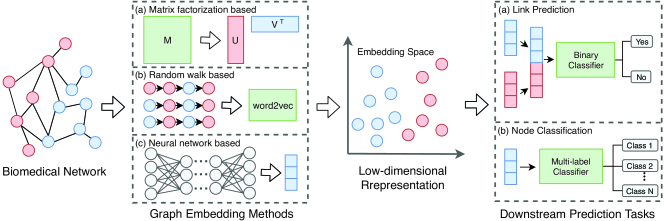 Biomedical Network
(a) Matrix factorization based
M
U
V T
(b) Random walk based
word2vec
(c) Neural network based
Graph Embedding Methods
Embedding Space
Low-dimensional
Rrepresentation
(a) Link Prediction
Binary
Classifier
Yes
No
(b) Node Classification
Multi-label
Classifier
Class 1
Class 2
Class N
Downstream Prediction Tasks